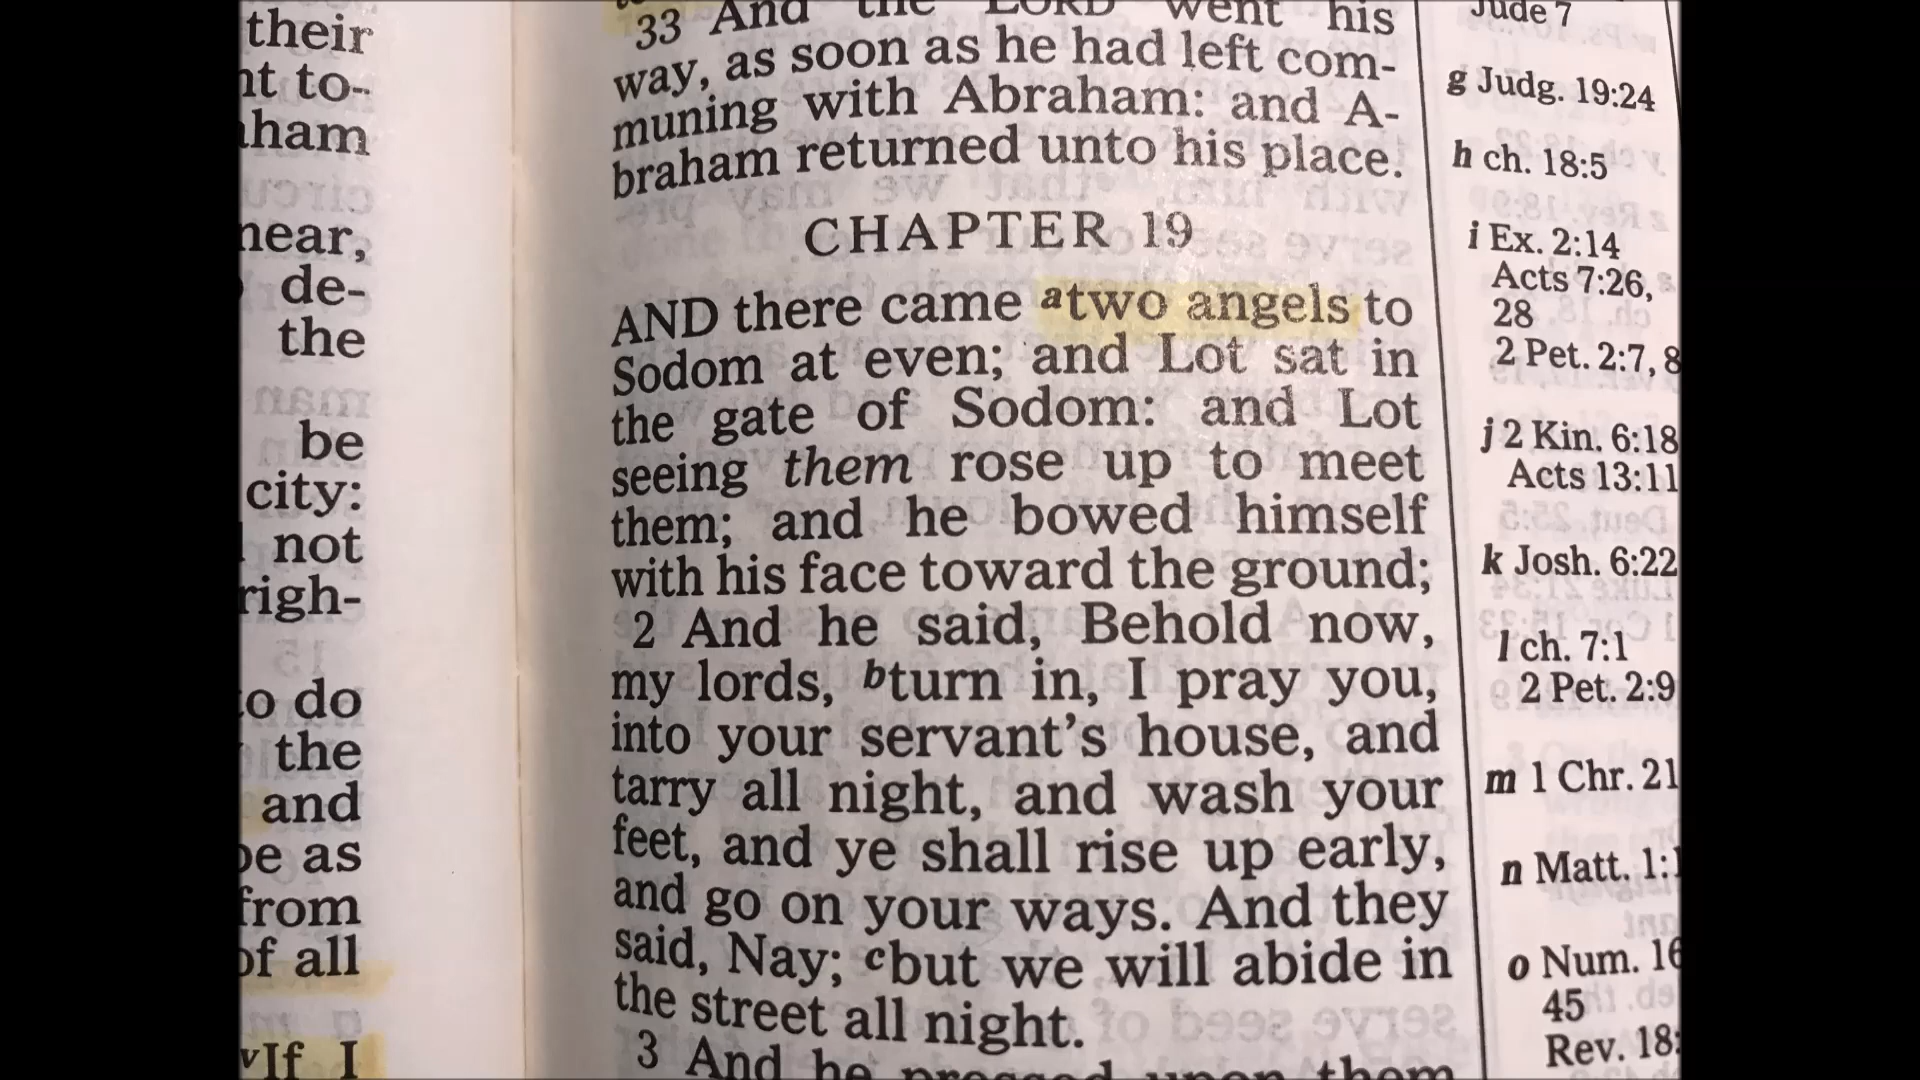 their
to-
near,
de-
the
be
city:
not
righ-
do
the
and
as
from
of all
vIf I
33 And the LORD went his
way, as soon as he had left com-
muning with Abraham: and A-
braham returned unto his place.
CHAPTER 19
AND there came atwo angels to
Sodom at even; and Lot sat in
the gate of Sodom: and Lot
seeing them rose up to meet
them; and he bowed himself
with his face toward the ground;
2 And he said, Behold now,
my lords, bturn in, I pray you,
into your servant's house, and
tarry all night, and wash your
feet, and ye shall rise up early,
and go on your ways. And they
said, Nay; cbut we will abide in
the street all night.
3 And he pressed upon them
Jude 7
g Judg. 19:24
h ch. 18:5
i Ex. 2:14
Acts 7:26,
28
2 Pet. 2:7, 8
j 2 Kin. 6:18
Acts 13:11
k Josh. 6:22
l ch. 7:1
2 Pet. 2:9
m 1 Chr. 21
n Matt. 1:
o Num. 16
45
Rev. 18: